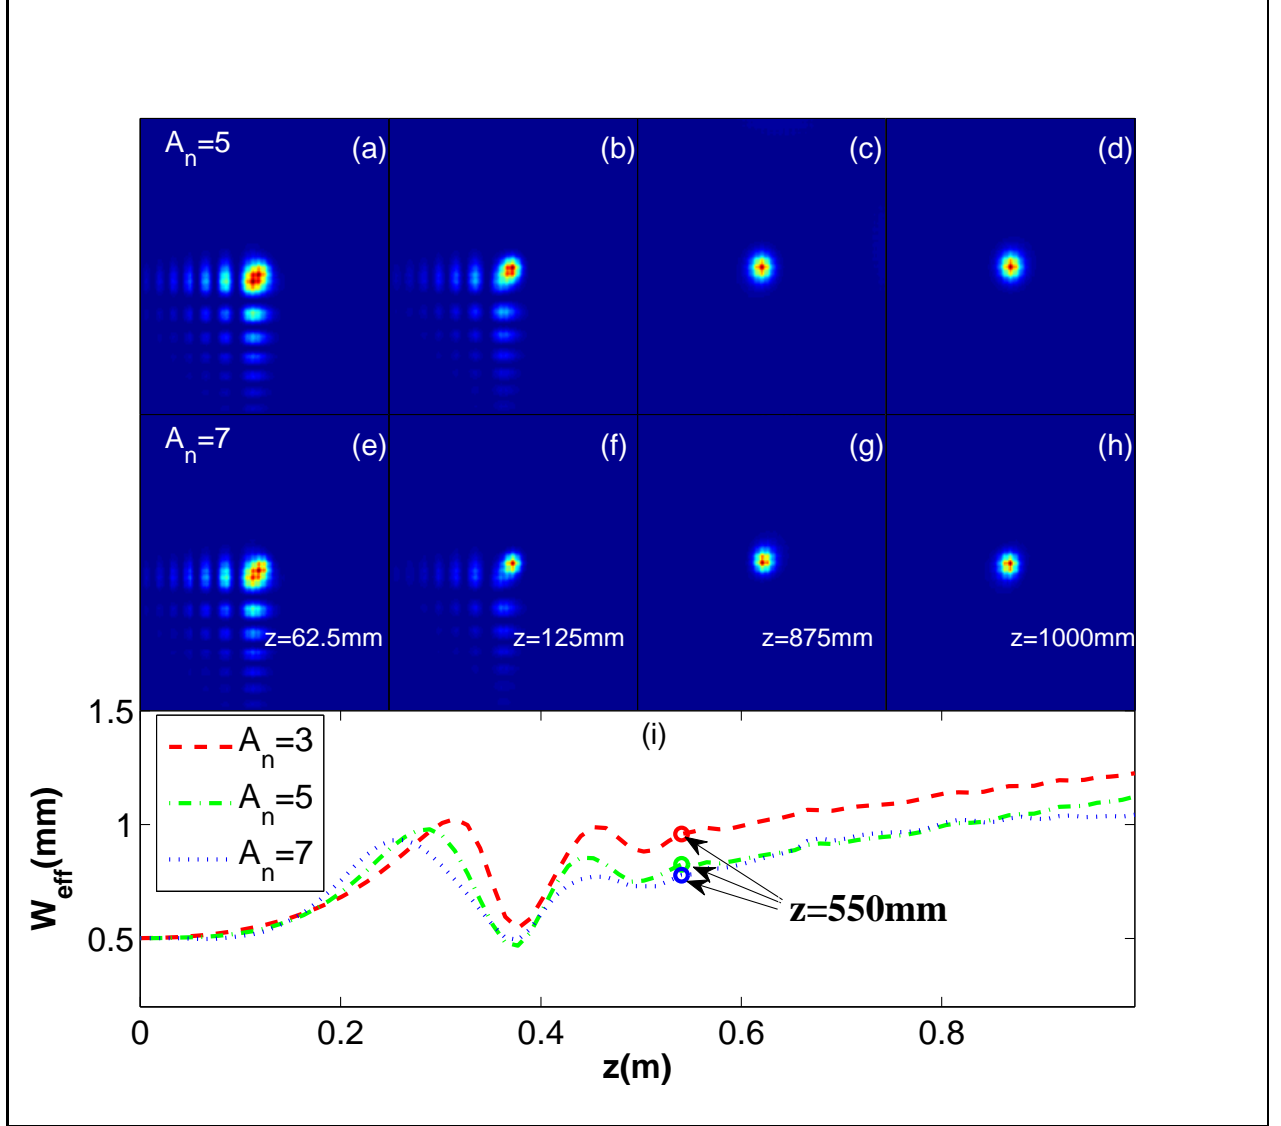 A_n=5 (a) (b) (c) (d)
A_n=7 (e) (f) (g) (h)
z=62.5mm z=125mm z=875mm z=1000mm
1.5
(i)
A_n=3
A_n=5
A_n=7
1
0.5
W_eff(mm)
z=550mm
0 0.2 0.4 0.6 0.8
z(m)